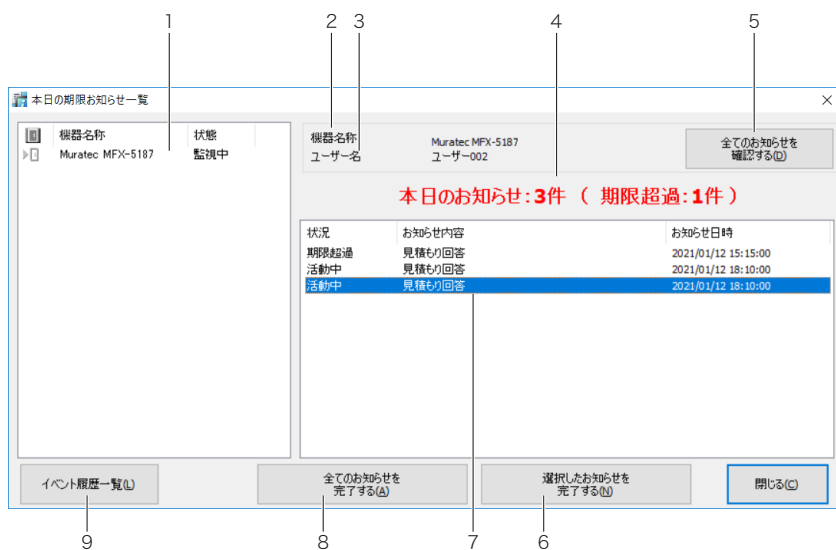 1
2
3
4
5
本日の期限お知らせ一覧
機器名称 状態
Muratec MFX-5187 監視中
機器名称 Muratec MFX-5187
ユーザー名 ユーザー002
全てのお知らせを
確認する(D)
本日のお知らせ:3件 ( 期限超過:1件 )
状況 お知らせ内容 お知らせ日時
期限超過 見積もり回答 2021/01/12 15:15:00
活動中 見積もり回答 2021/01/12 18:10:00
活動中 見積もり回答 2021/01/12 18:10:00
イベント履歴一覧(L)
全てのお知らせを
完了する(A)
選択したお知らせを
完了する(N)
閉じる(C)
9
8
7
6